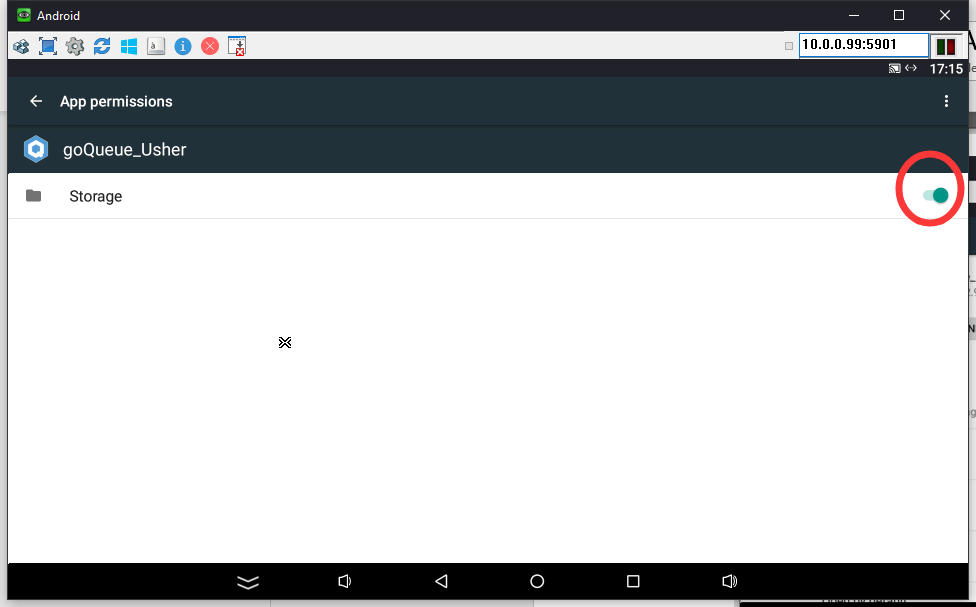 Android
10.0.0.99:5901
17:15
App permissions
goQueue_Usher
Storage